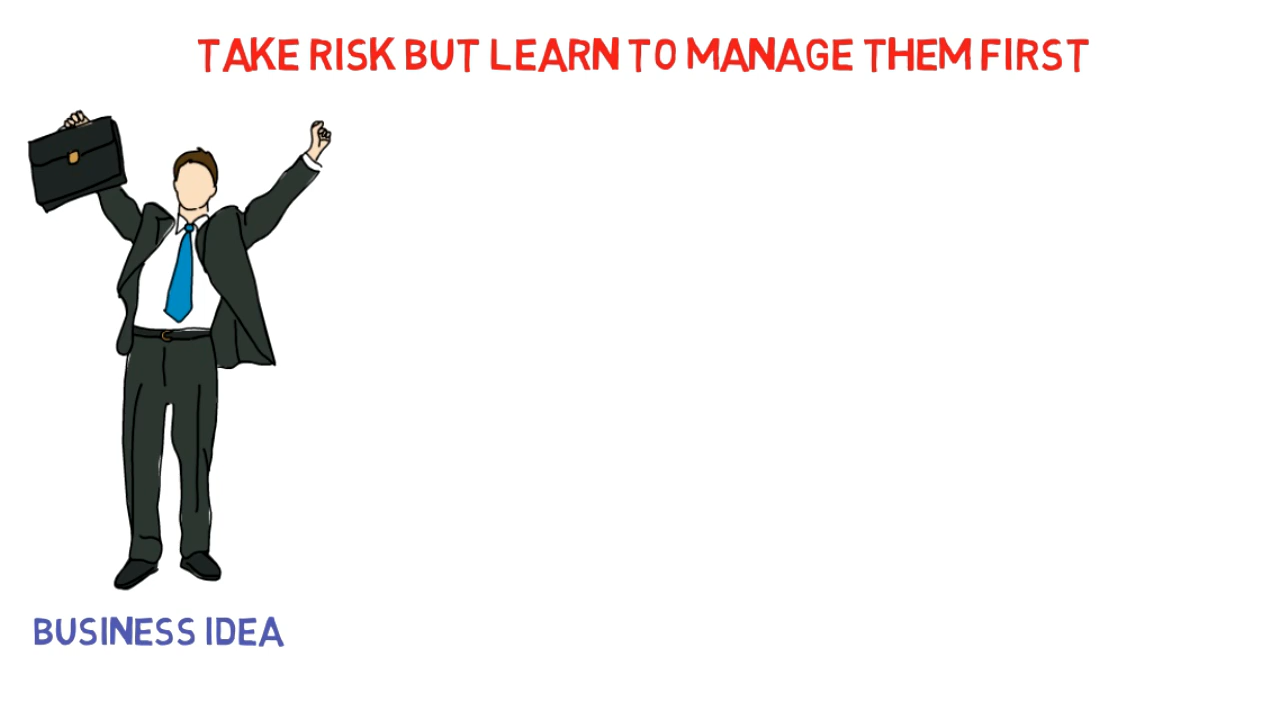 TAKE RISK BUT LEARN TO MANAGE THEM FIRST
BUSINESS IDEA